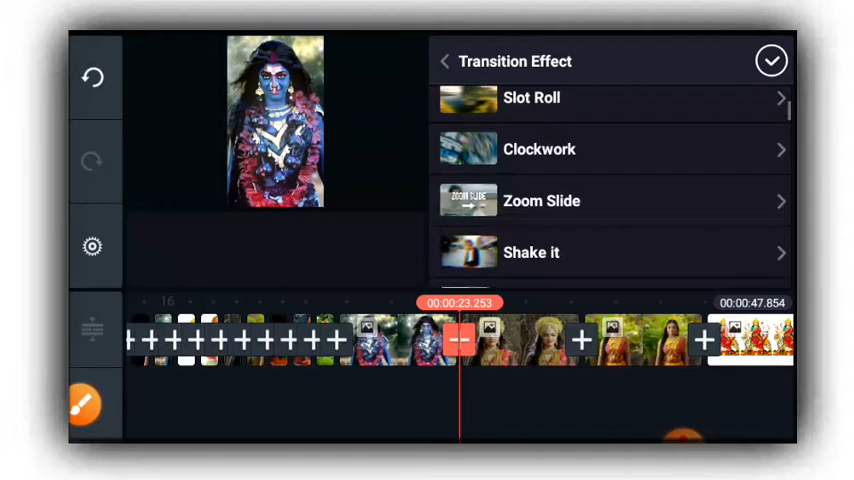 Transition Effect
Slot Roll
Clockwork
ZOOM SLIDE
Zoom Slide
Shake it
16
00:00:23.253
00:00:47.854